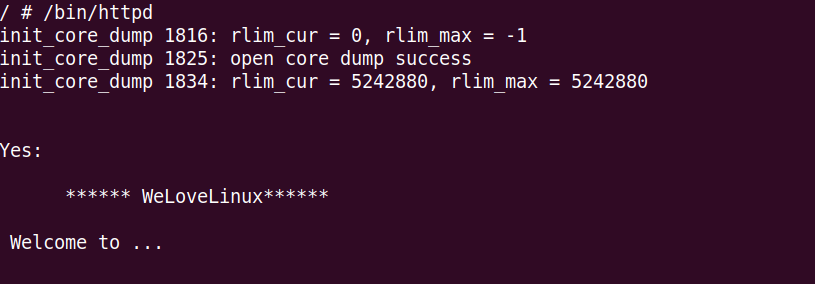 / # /bin/httpd
init_core_dump 1816: rlim_cur = 0, rlim_max = -1
init_core_dump 1825: open core dump success
init_core_dump 1834: rlim_cur = 5242880, rlim_max = 5242880
Yes:
****** WeLoveLinux******
Welcome to ...